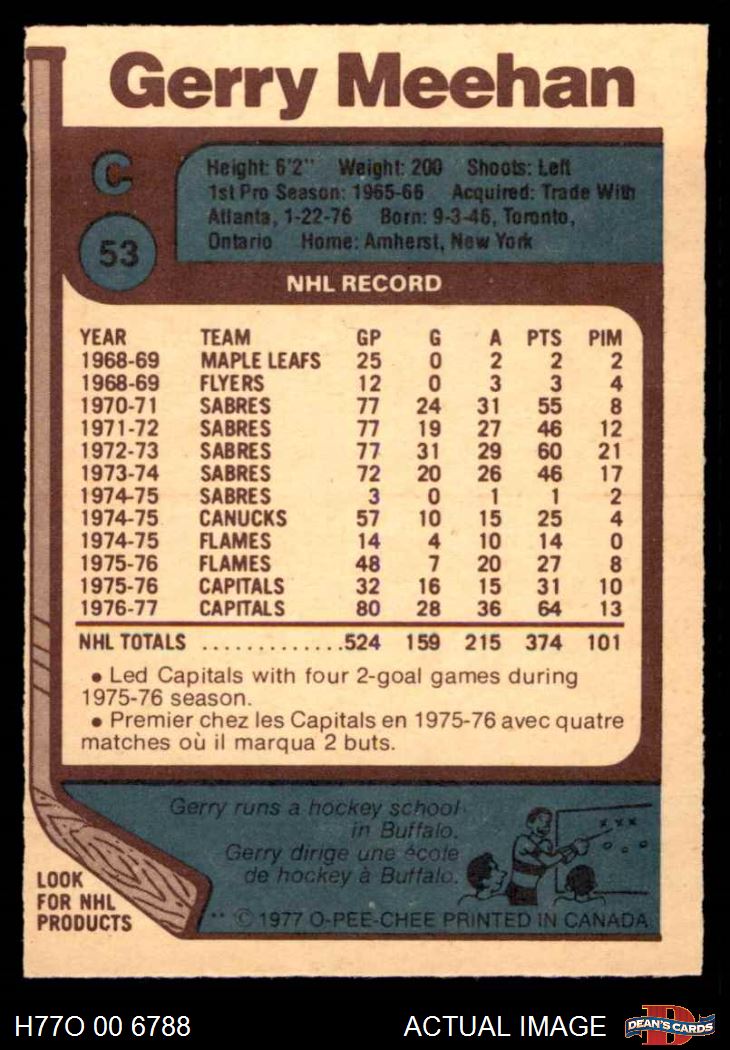 Gerry Meehan
C
53
Height: 6'2" Weight: 200 Shoots: Left
1st Pro Season: 1965-66 Acquired: Trade With
Atlanta, 1-22-76 Born: 9-3-46, Toronto,
Ontario Home: Amherst, New York
NHL RECORD
YEAR TEAM GP G A PTS PIM
1968-69 MAPLE LEAFS 25 0 2 2 2
1968-69 FLYERS 12 0 3 3 4
1970-71 SABRES 77 24 31 55 8
1971-72 SABRES 77 19 27 46 12
1972-73 SABRES 77 31 29 60 21
1973-74 SABRES 72 20 26 46 17
1974-75 SABRES 3 0 1 1 2
1974-75 CANUCKS 57 10 15 25 4
1974-75 FLAMES 14 4 10 14 0
1975-76 FLAMES 48 7 20 27 8
1975-76 CAPITALS 32 16 15 31 10
1976-77 CAPITALS 80 28 36 64 13
NHL TOTALS .............524 159 215 374 101
• Led Capitals with four 2-goal games during
1975-76 season.
• Premier chez les Capitals en 1975-76 avec quatre
matches où il marqua 2 buts.
Gerry runs a hockey school
in Buffalo.
Gerry dirige une école
de hockey à Buffalo.
LOOK
FOR NHL
PRODUCTS
** © 1977 O-PEE-CHEE PRINTED IN CANADA
H77O 00 6788 ACTUAL IMAGE
D
DEAN'S CARDS